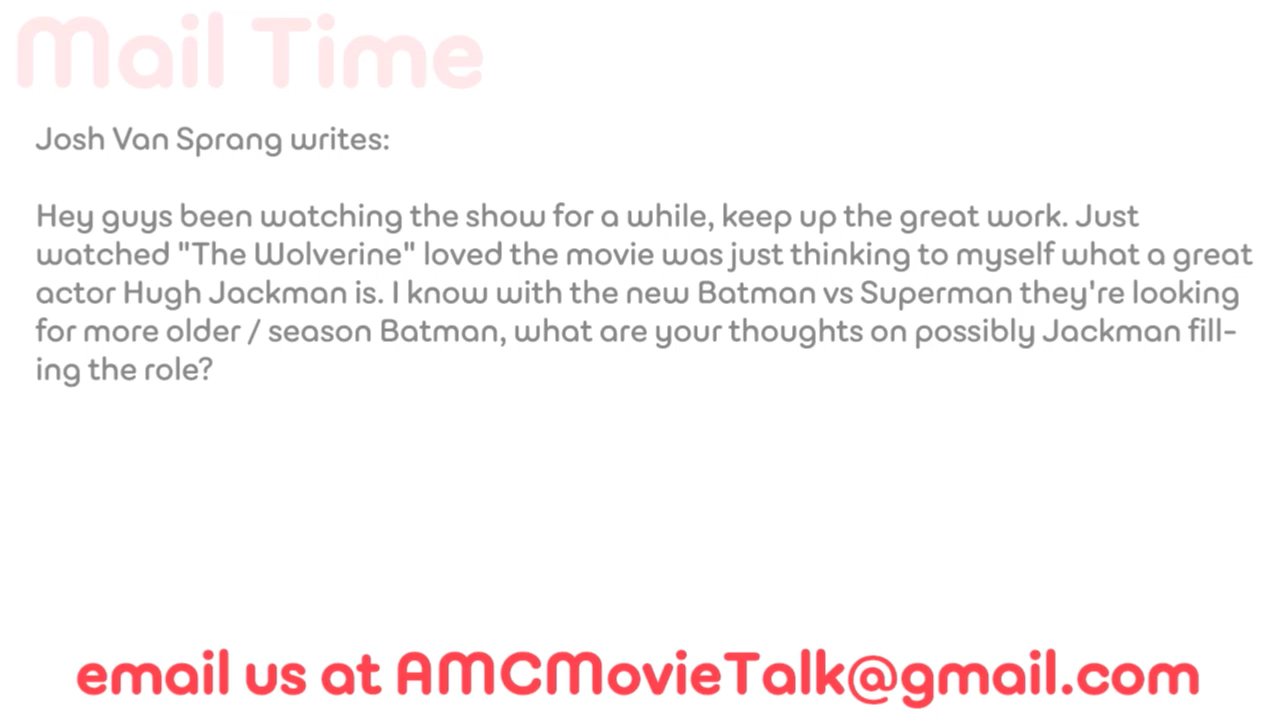 Mail Time
Josh Van Sprang writes:
Hey guys been watching the show for a while, keep up the great work. Just
watched "The Wolverine" loved the movie was just thinking to myself what a great
actor Hugh Jackman is. I know with the new Batman vs Superman they're looking
for more older / season Batman, what are your thoughts on possibly Jackman fill-
ing the role?
email us at AMCMovieTalk@gmail.com